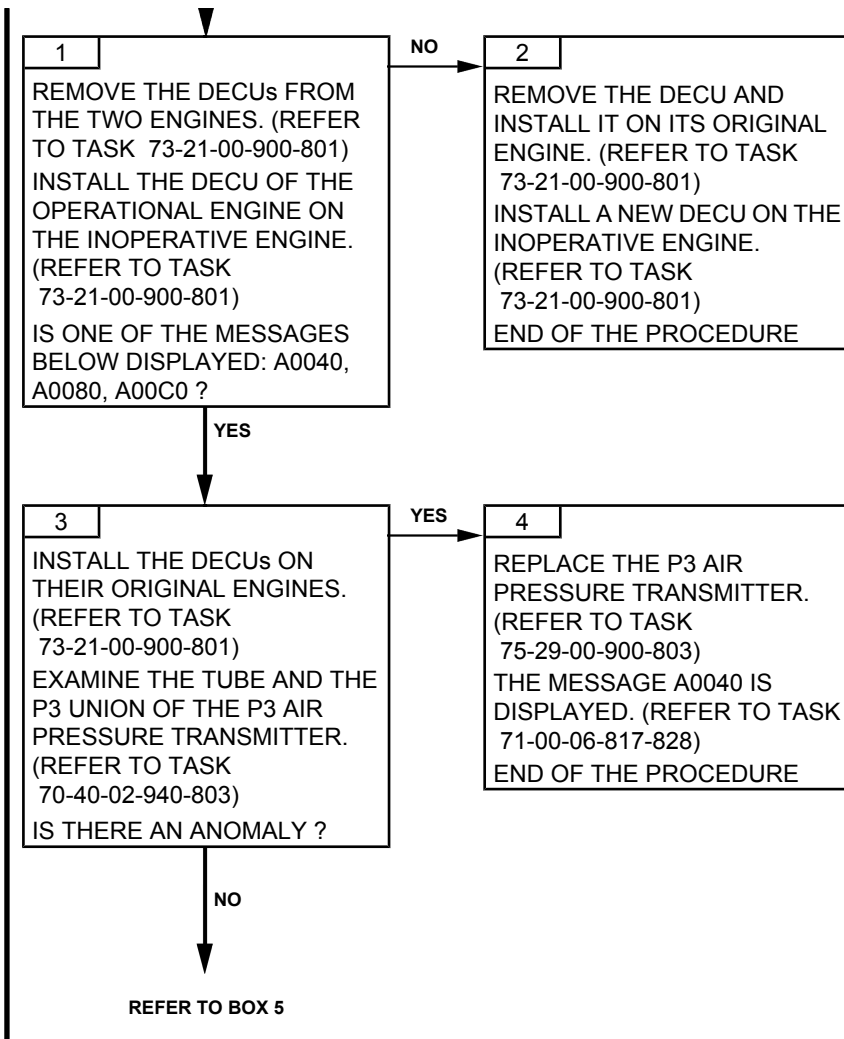 1
REMOVE THE DECUs FROM
THE TWO ENGINES. (REFER
TO TASK 73-21-00-900-801)
INSTALL THE DECU OF THE
OPERATIONAL ENGINE ON
THE INOPERATIVE ENGINE.
(REFER TO TASK
73-21-00-900-801)
IS ONE OF THE MESSAGES
BELOW DISPLAYED: A0040,
A0080, A00C0 ?
NO
2
REMOVE THE DECU AND
INSTALL IT ON ITS ORIGINAL
ENGINE. (REFER TO TASK
73-21-00-900-801)
INSTALL A NEW DECU ON THE
INOPERATIVE ENGINE.
(REFER TO TASK
73-21-00-900-801)
END OF THE PROCEDURE
YES
3
INSTALL THE DECUs ON
THEIR ORIGINAL ENGINES.
(REFER TO TASK
73-21-00-900-801)
EXAMINE THE TUBE AND THE
P3 UNION OF THE P3 AIR
PRESSURE TRANSMITTER.
(REFER TO TASK
70-40-02-940-803)
IS THERE AN ANOMALY ?
YES
4
REPLACE THE P3 AIR
PRESSURE TRANSMITTER.
(REFER TO TASK
75-29-00-900-803)
THE MESSAGE A0040 IS
DISPLAYED. (REFER TO TASK
71-00-06-817-828)
END OF THE PROCEDURE
NO
REFER TO BOX 5